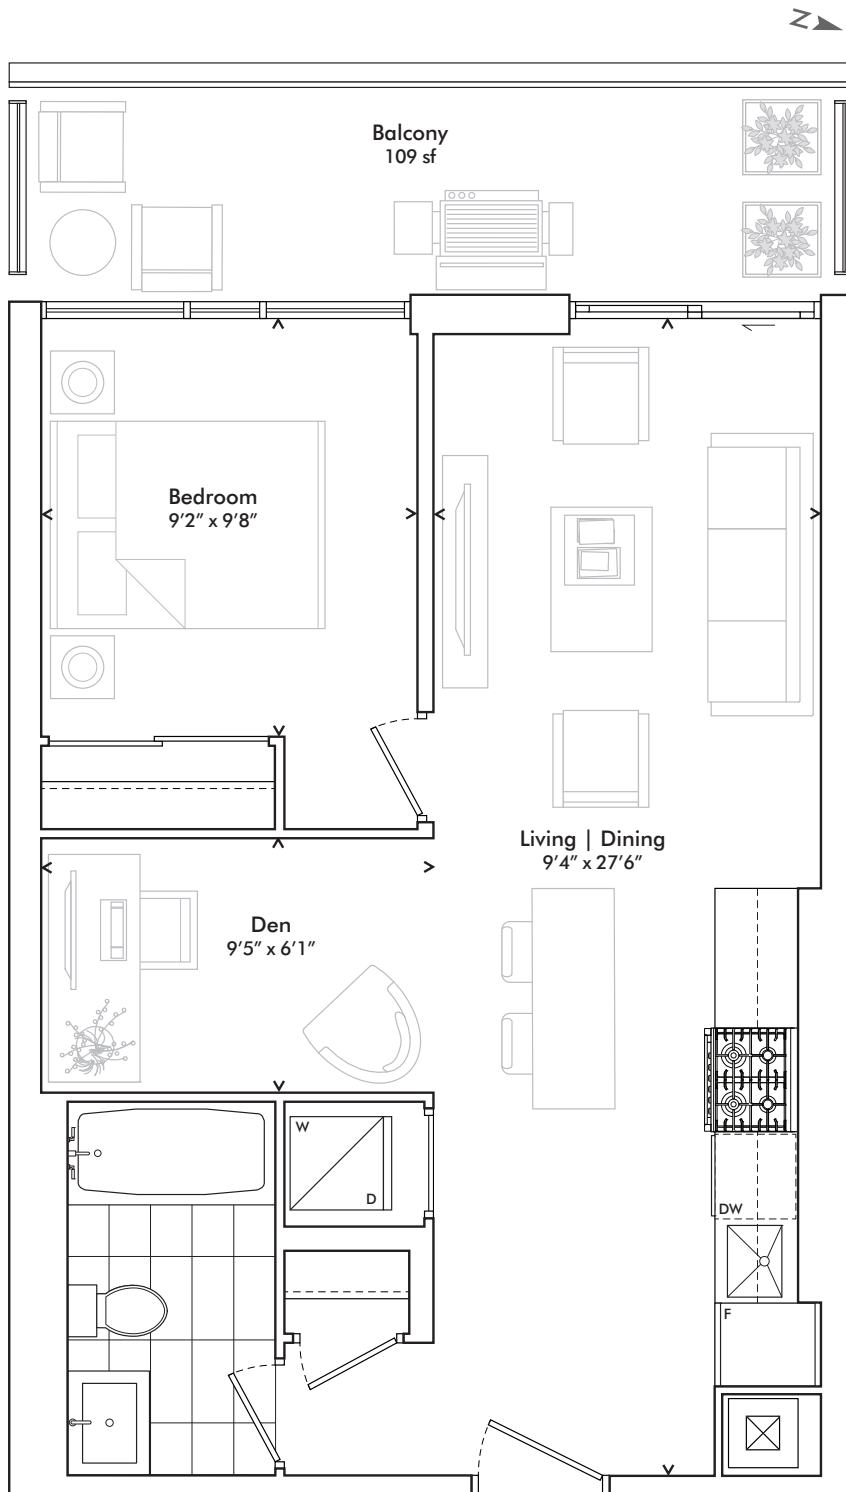 N
Balcony
109 sf
Bedroom
9’2” x 9’8”
Living | Dining
9’4” x 27’6”
Den
9’5” x 6’1”
W
D
DW
F